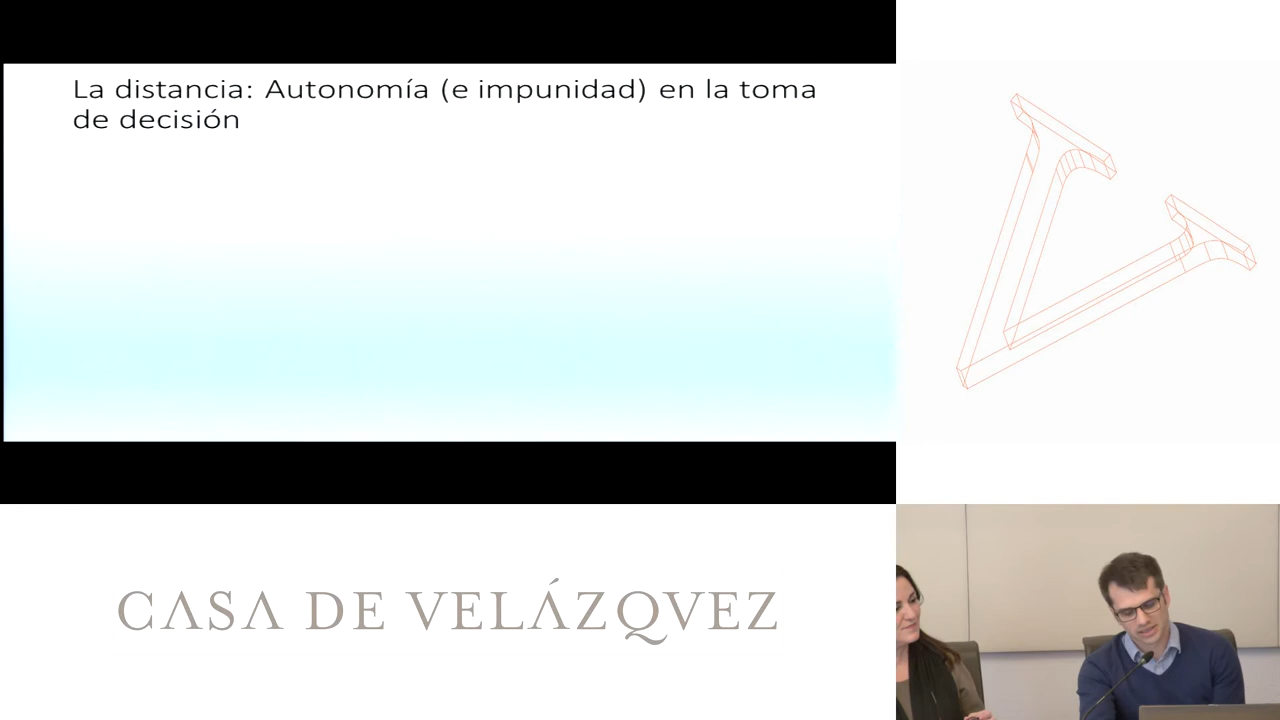 La distancia: Autonomía (e impunidad) en la toma
de decisión
CASA DE VELÁZQVEZ